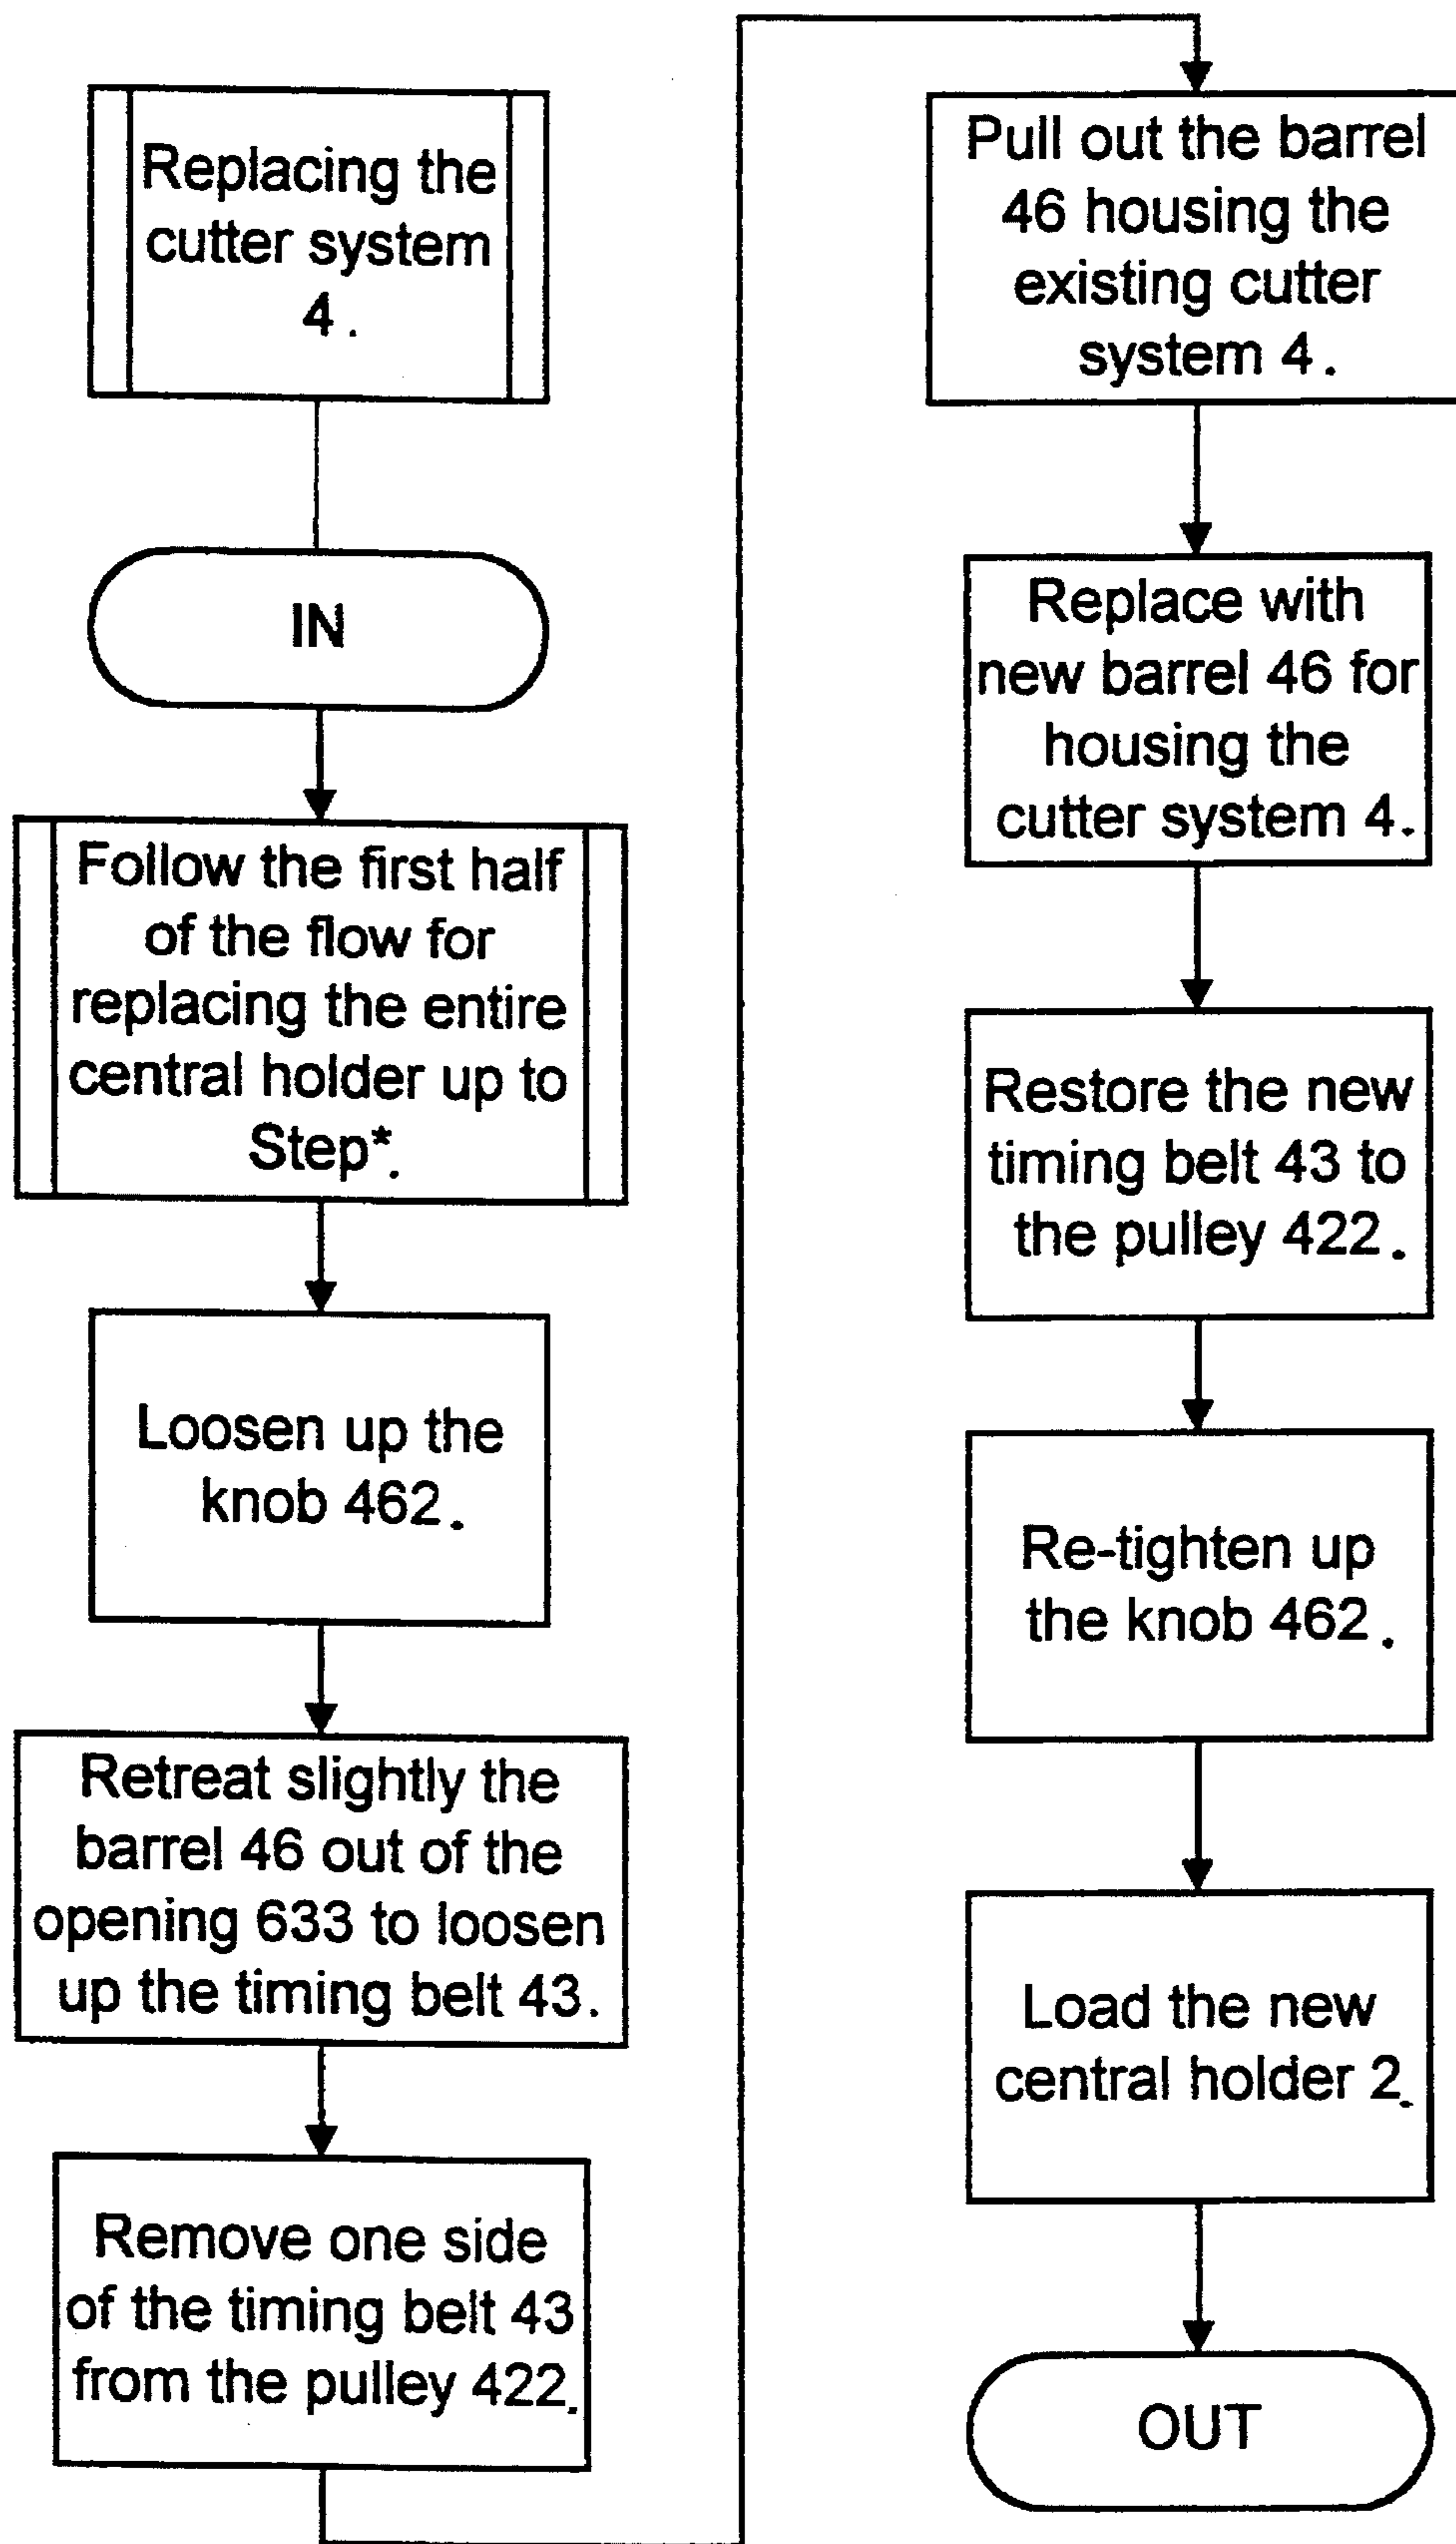 Replacing the
cutter system
4.
IN
Follow the first half
of the flow for
replacing the entire
central holder up to
Step*.
Loosen up the
knob 462.
Retreat slightly the
barrel 46 out of the
opening 633 to loosen
up the timing belt 43.
Remove one side
of the timing belt 43
from the pulley 422.
Pull out the barrel
46 housing the
existing cutter
system 4.
Replace with
new barrel 46 for
housing the
cutter system 4.
Restore the new
timing belt 43 to
the pulley 422.
Re-tighten up
the knob 462.
Load the new
central holder 2.
OUT